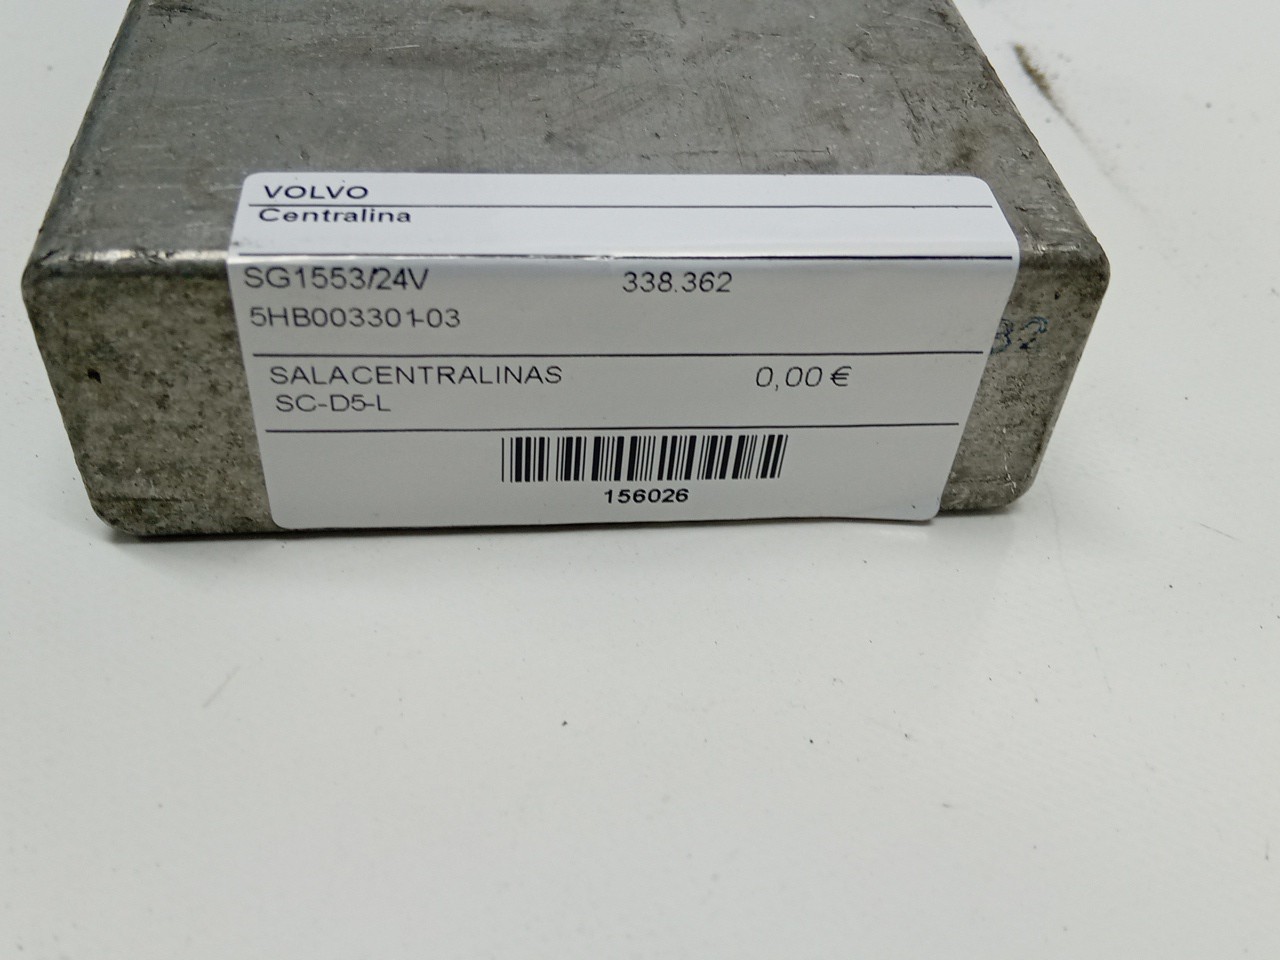 VOLVO
Centralina
SG1553/24V 338.362
5HB003301-03
SALACENTRALINAS 0,00 €
SC-D5-L
156026